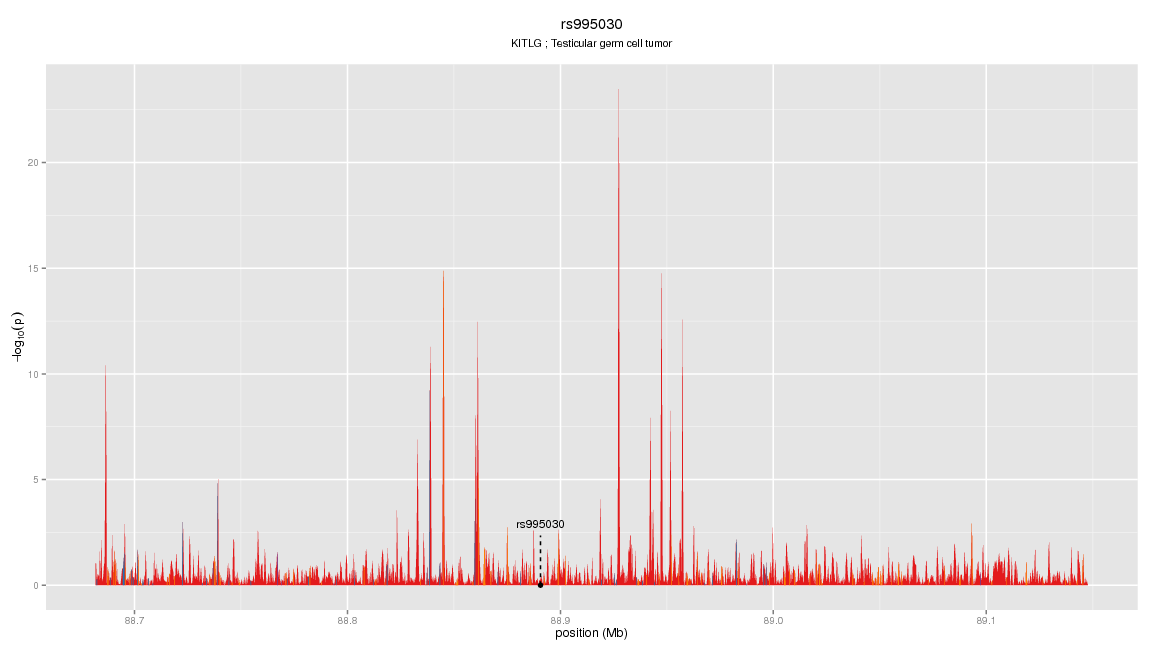 rs995030
KITLG ; Testicular germ cell tumor
−log10(p)
20
15
10
5
0
rs995030
88.7
88.8
88.9
89.0
89.1
position (Mb)